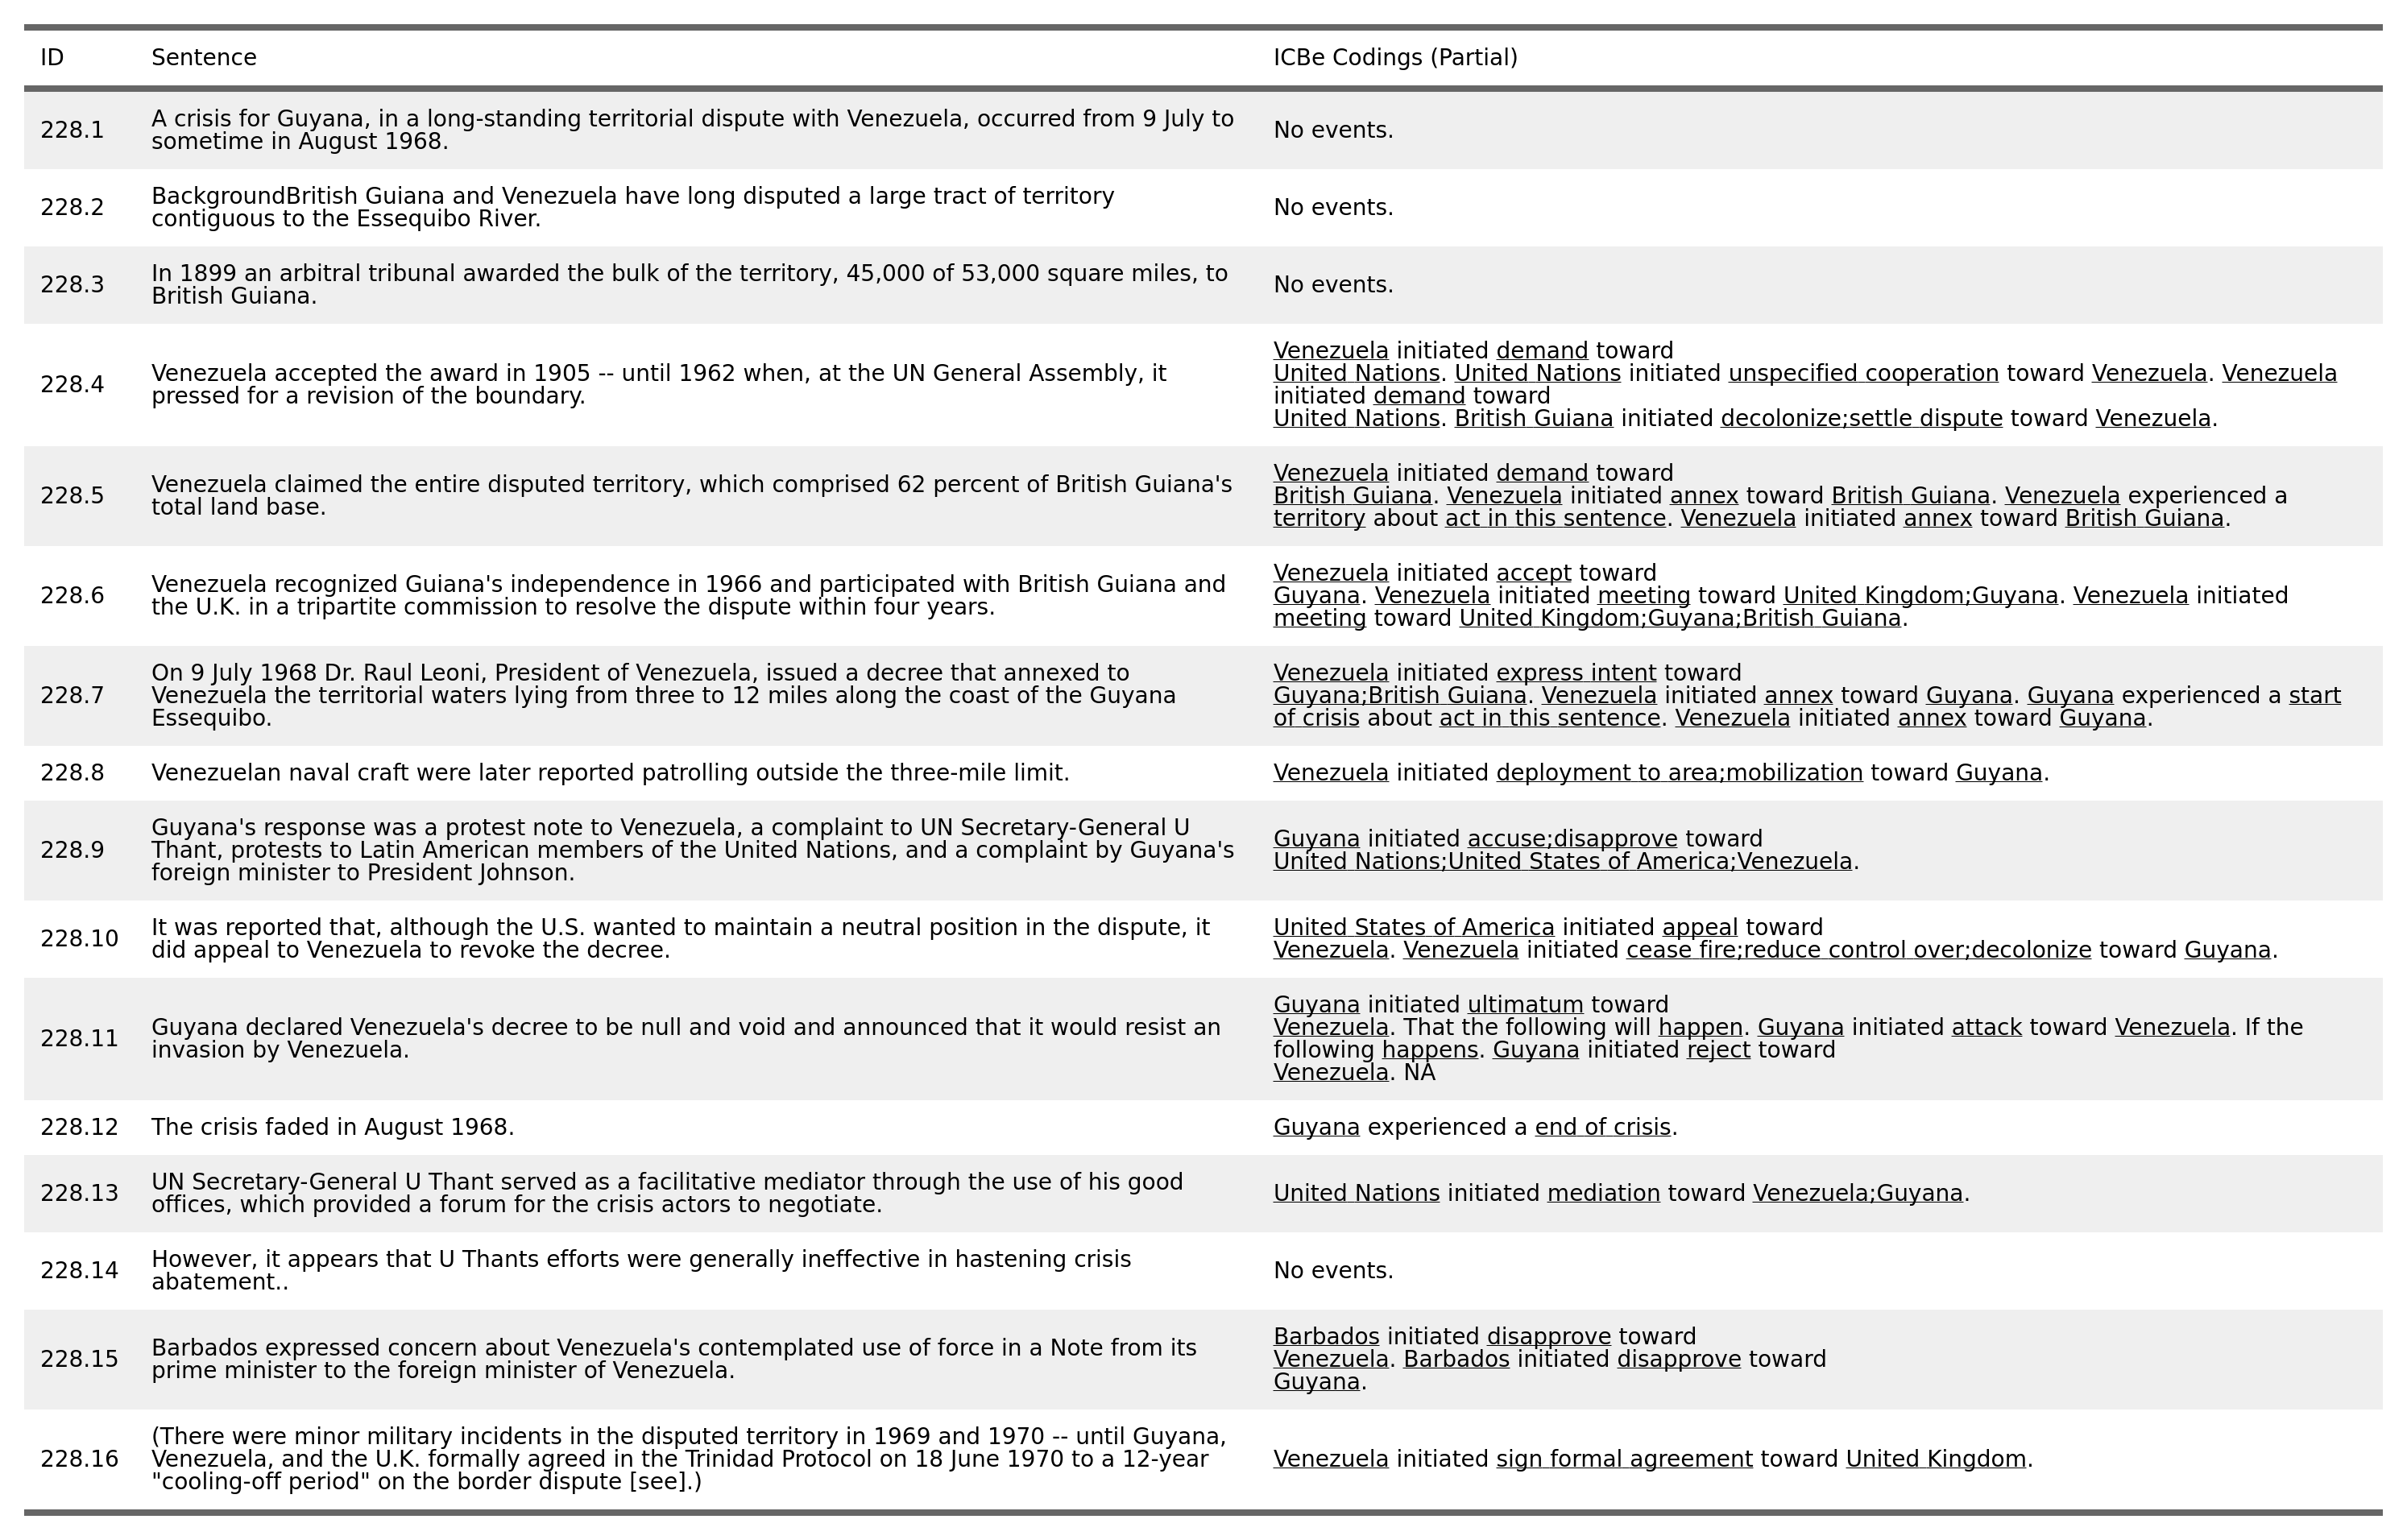 ID Sentence ICBe Codings (Partial)
228.1 A crisis for Guyana, in a long-standing territorial dispute with Venezuela, occurred from 9 July to
sometime in August 1968.
No events.
228.2 BackgroundBritish Guiana and Venezuela have long disputed a large tract of territory
contiguous to the Essequibo River.
No events.
228.3 In 1899 an arbitral tribunal awarded the bulk of the territory, 45,000 of 53,000 square miles, to
British Guiana.
No events.
228.4 Venezuela accepted the award in 1905 -- until 1962 when, at the UN General Assembly, it
pressed for a revision of the boundary.
Venezuela initiated demand toward
United Nations. United Nations initiated unspecified cooperation toward Venezuela. Venezuela
initiated demand toward
United Nations. British Guiana initiated decolonize;settle dispute toward Venezuela.
228.5 Venezuela claimed the entire disputed territory, which comprised 62 percent of British Guiana's
total land base.
Venezuela initiated demand toward
British Guiana. Venezuela initiated annex toward British Guiana. Venezuela experienced a
territory about act in this sentence. Venezuela initiated annex toward British Guiana.
228.6 Venezuela recognized Guiana's independence in 1966 and participated with British Guiana and
the U.K. in a tripartite commission to resolve the dispute within four years.
Venezuela initiated accept toward
Guyana. Venezuela initiated meeting toward United Kingdom;Guyana. Venezuela initiated
meeting toward United Kingdom;Guyana;British Guiana.
228.7 On 9 July 1968 Dr. Raul Leoni, President of Venezuela, issued a decree that annexed to
Venezuela the territorial waters lying from three to 12 miles along the coast of the Guyana
Essequibo.
Venezuela initiated express intent toward
Guyana;British Guiana. Venezuela initiated annex toward Guyana. Guyana experienced a start
of crisis about act in this sentence. Venezuela initiated annex toward Guyana.
228.8 Venezuelan naval craft were later reported patrolling outside the three-mile limit.
Venezuela initiated deployment to area;mobilization toward Guyana.
228.9 Guyana's response was a protest note to Venezuela, a complaint to UN Secretary-General U
Thant, protests to Latin American members of the United Nations, and a complaint by Guyana's
foreign minister to President Johnson.
Guyana initiated accuse;disapprove toward
United Nations;United States of America;Venezuela.
228.10 It was reported that, although the U.S. wanted to maintain a neutral position in the dispute, it
did appeal to Venezuela to revoke the decree.
United States of America initiated appeal toward
Venezuela. Venezuela initiated cease fire;reduce control over;decolonize toward Guyana.
228.11 Guyana declared Venezuela's decree to be null and void and announced that it would resist an
invasion by Venezuela.
Guyana initiated ultimatum toward
Venezuela. That the following will happen. Guyana initiated attack toward Venezuela. If the
following happens. Guyana initiated reject toward
Venezuela. NA
228.12 The crisis faded in August 1968.
Guyana experienced a end of crisis.
228.13 UN Secretary-General U Thant served as a facilitative mediator through the use of his good
offices, which provided a forum for the crisis actors to negotiate.
United Nations initiated mediation toward Venezuela;Guyana.
228.14 However, it appears that U Thants efforts were generally ineffective in hastening crisis
abatement..
No events.
228.15 Barbados expressed concern about Venezuela's contemplated use of force in a Note from its
prime minister to the foreign minister of Venezuela.
Barbados initiated disapprove toward
Venezuela. Barbados initiated disapprove toward
Guyana.
228.16 (There were minor military incidents in the disputed territory in 1969 and 1970 -- until Guyana,
Venezuela, and the U.K. formally agreed in the Trinidad Protocol on 18 June 1970 to a 12-year
"cooling-off period" on the border dispute [see].)
Venezuela initiated sign formal agreement toward United Kingdom.